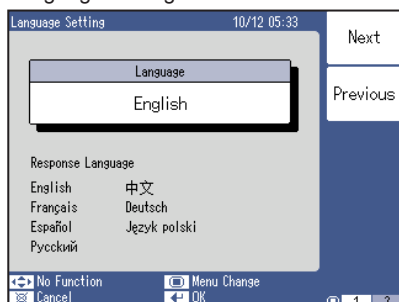 Language Setting 10/12 05:33
Next
Language
English
Previous
Response Language
English 中文
Français Deutsch
Español Język polski
Русский
No Function Menu Change
Cancel OK
1 2